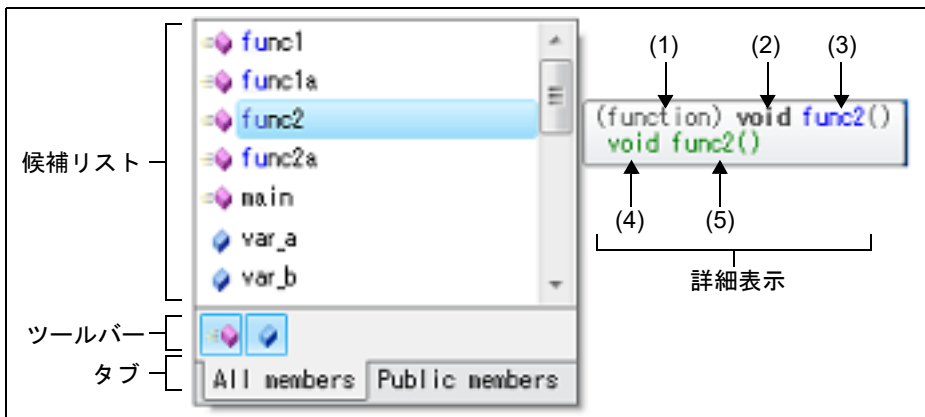 候補リスト
func1
func1a
func2
func2a
main
var_a
var_b
ツールバー
タブ
All members Public members
(1) (2) (3)
(function) void func2()
void func2()
(4) (5)
詳細表示